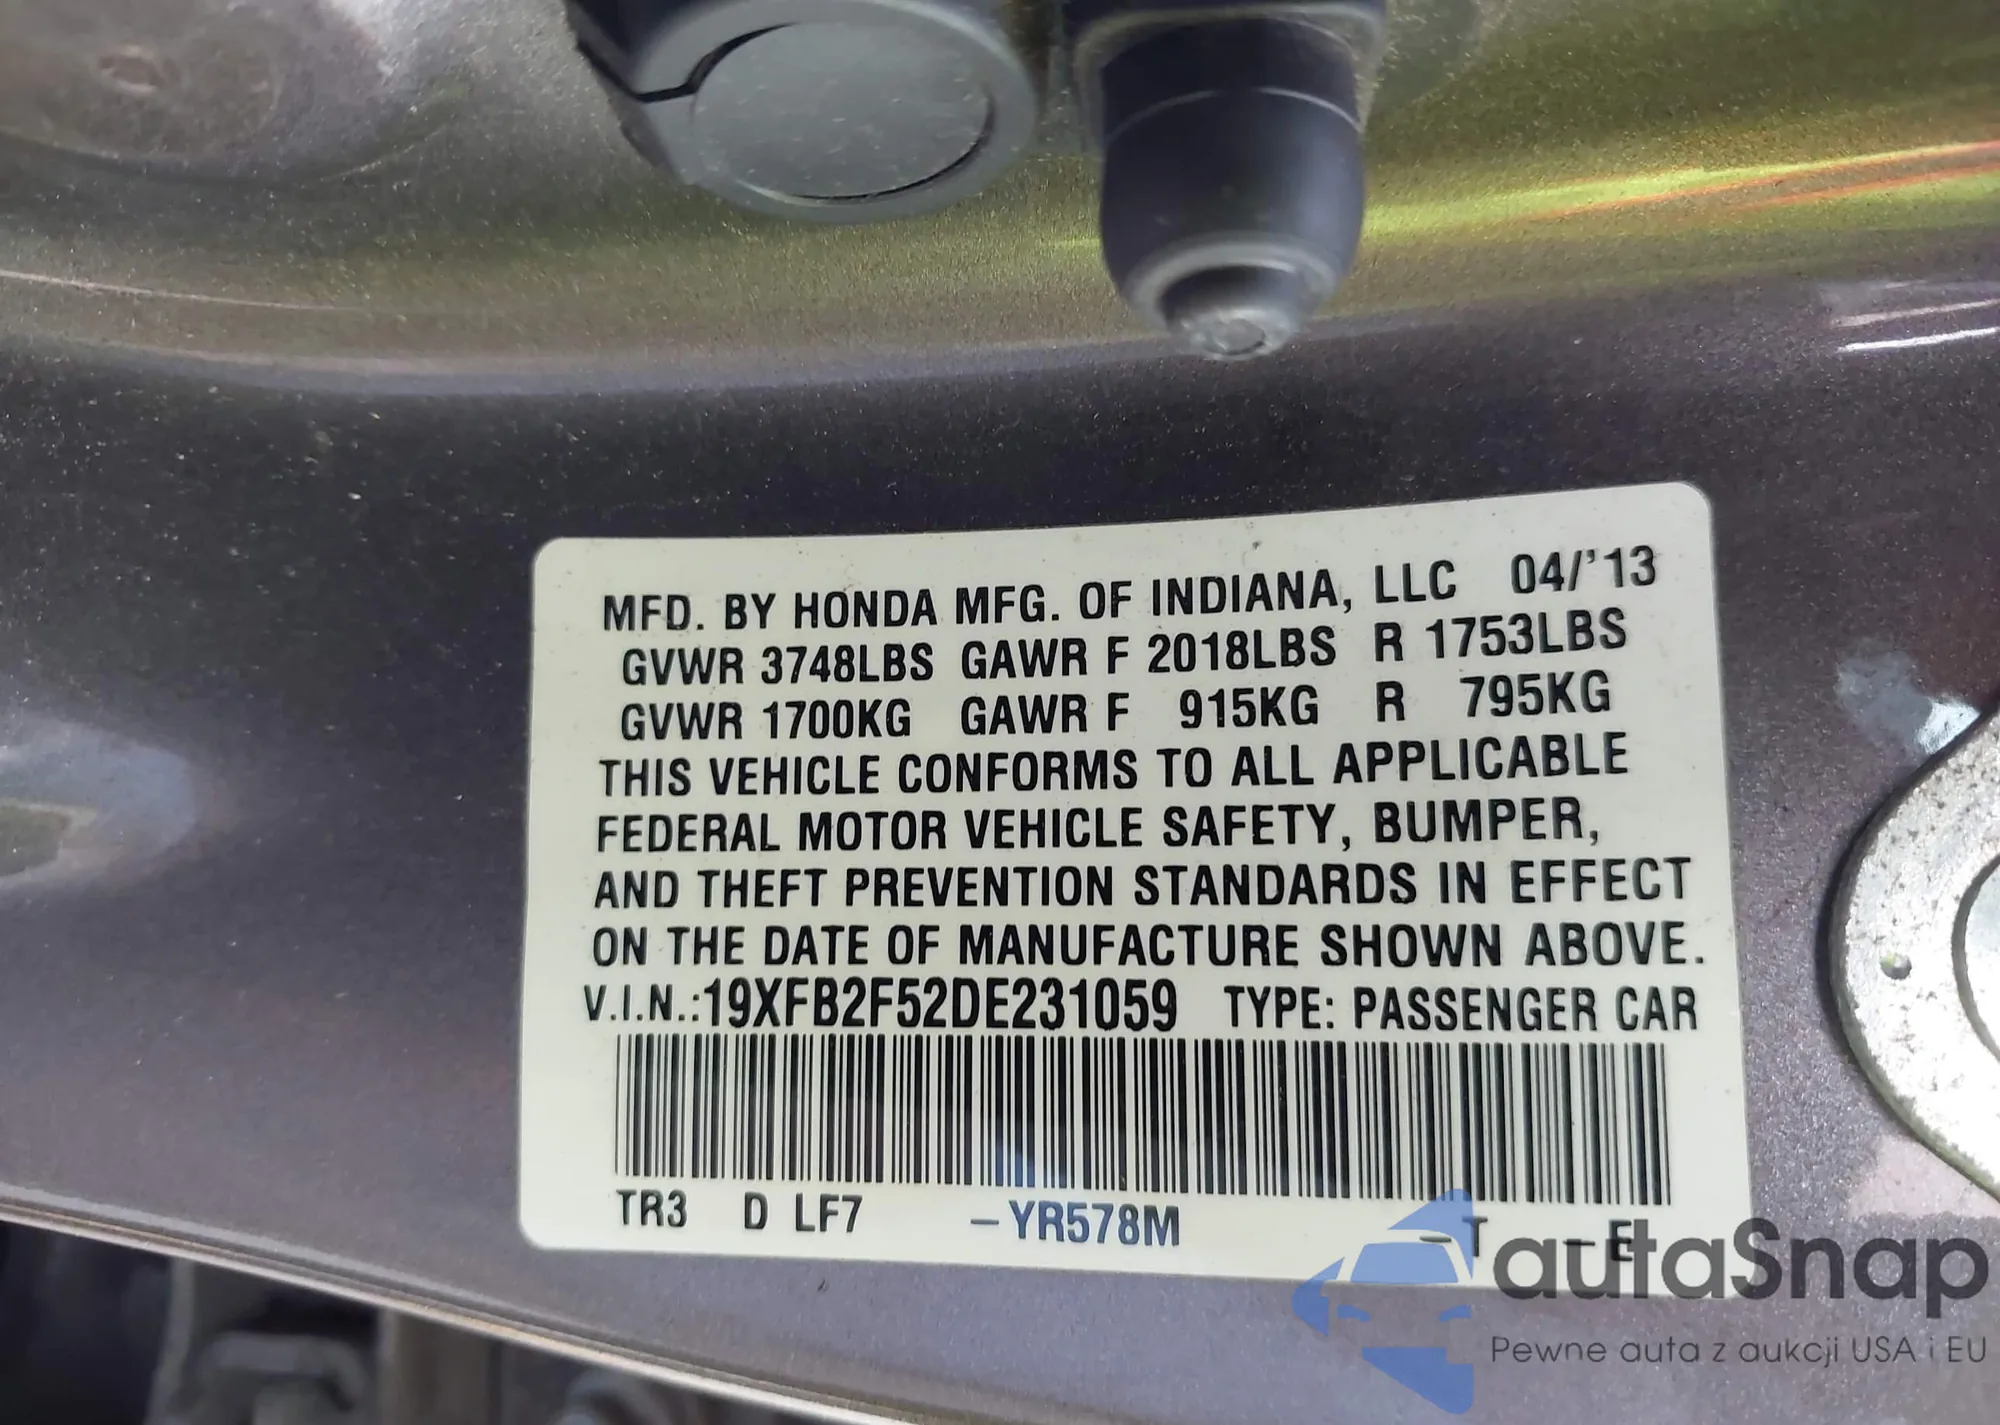 MFD. BY HONDA MFG. OF INDIANA, LLC 04/'13
GVWR 3748LBS GAWR F 2018LBS R 1753LBS
GVWR 1700KG GAWR F 915KG R 795KG
THIS VEHICLE CONFORMS TO ALL APPLICABLE
FEDERAL MOTOR VEHICLE SAFETY, BUMPER,
AND THEFT PREVENTION STANDARDS IN EFFECT
ON THE DATE OF MANUFACTURE SHOWN ABOVE.
V.I.N.:19XFB2F52DE231059 TYPE: PASSENGER CAR
TR3 D LF7 –YR578M –T –E
autaSnap
Pewne auta z aukcji USA i EU